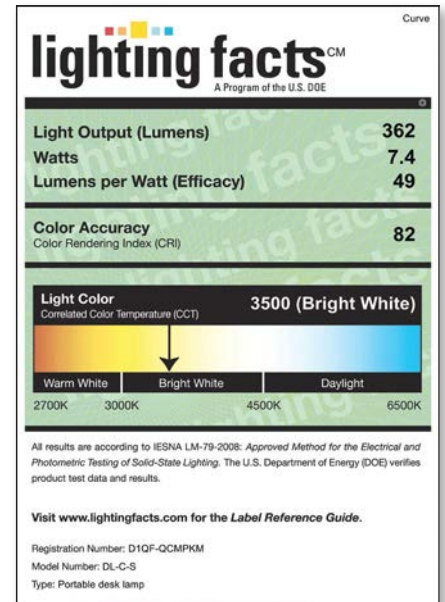 Curve
lighting facts CM
A Program of the U.S. DOE
Light Output (Lumens) 362
Watts 7.4
Lumens per Watt (Efficacy) 49
Color Accuracy
Color Rendering Index (CRI) 82
Light Color
Correlated Color Temperature (CCT) 3500 (Bright White)
Warm White Bright White Daylight
2700K 3000K 4500K 6500K
All results are according to IESNA LM-79-2008: Approved Method for the Electrical and
Photometric Testing of Solid-State Lighting. The U.S. Department of Energy (DOE) verifies
product test data and results.
Visit www.lightingfacts.com for the Label Reference Guide.
Registration Number: D1QF-QCMPKM
Model Number: DL-C-S
Type: Portable desk lamp